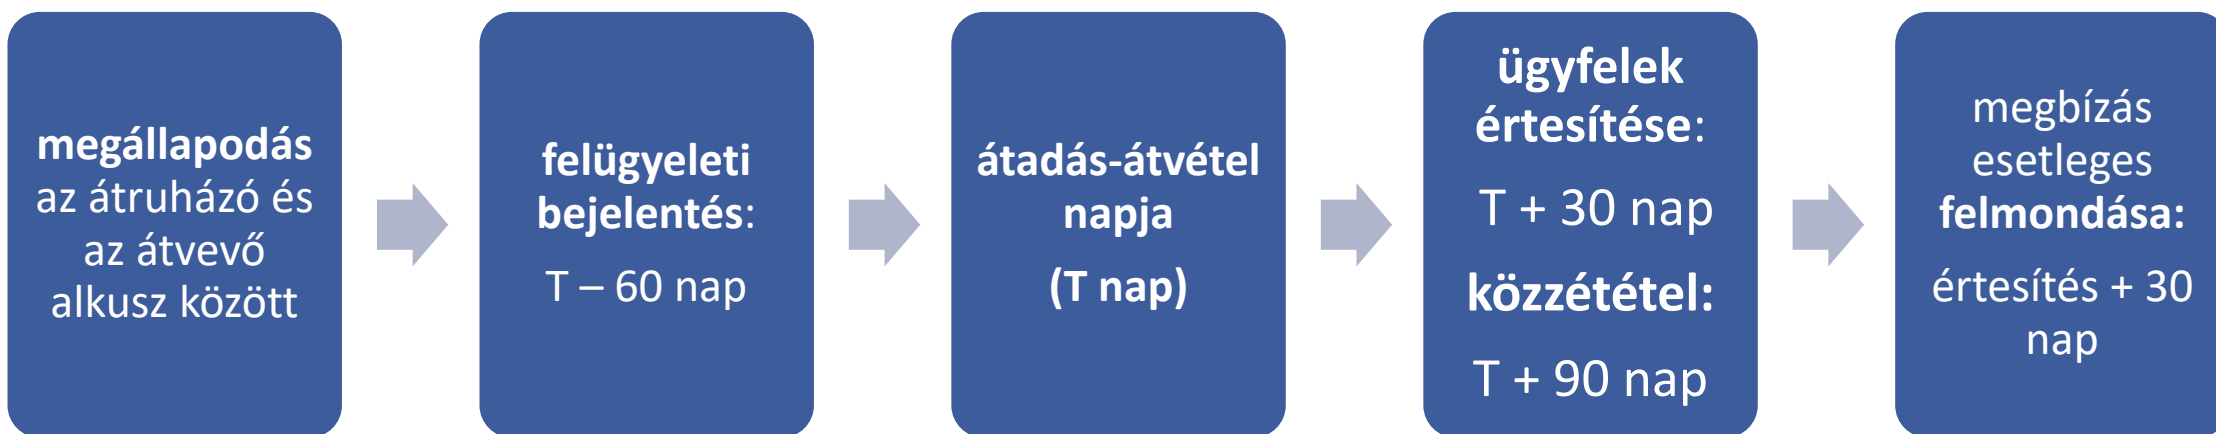 megállapodás
az átruházó és
az átvevő
alkusz között
felügyeleti
bejelentés:
T – 60 nap
átadás-átvétel
napja
(T nap)
ügyfelek
értesítése:
T + 30 nap
közzététel:
T + 90 nap
megbízás
esetleges
felmondása:
értesítés + 30
nap